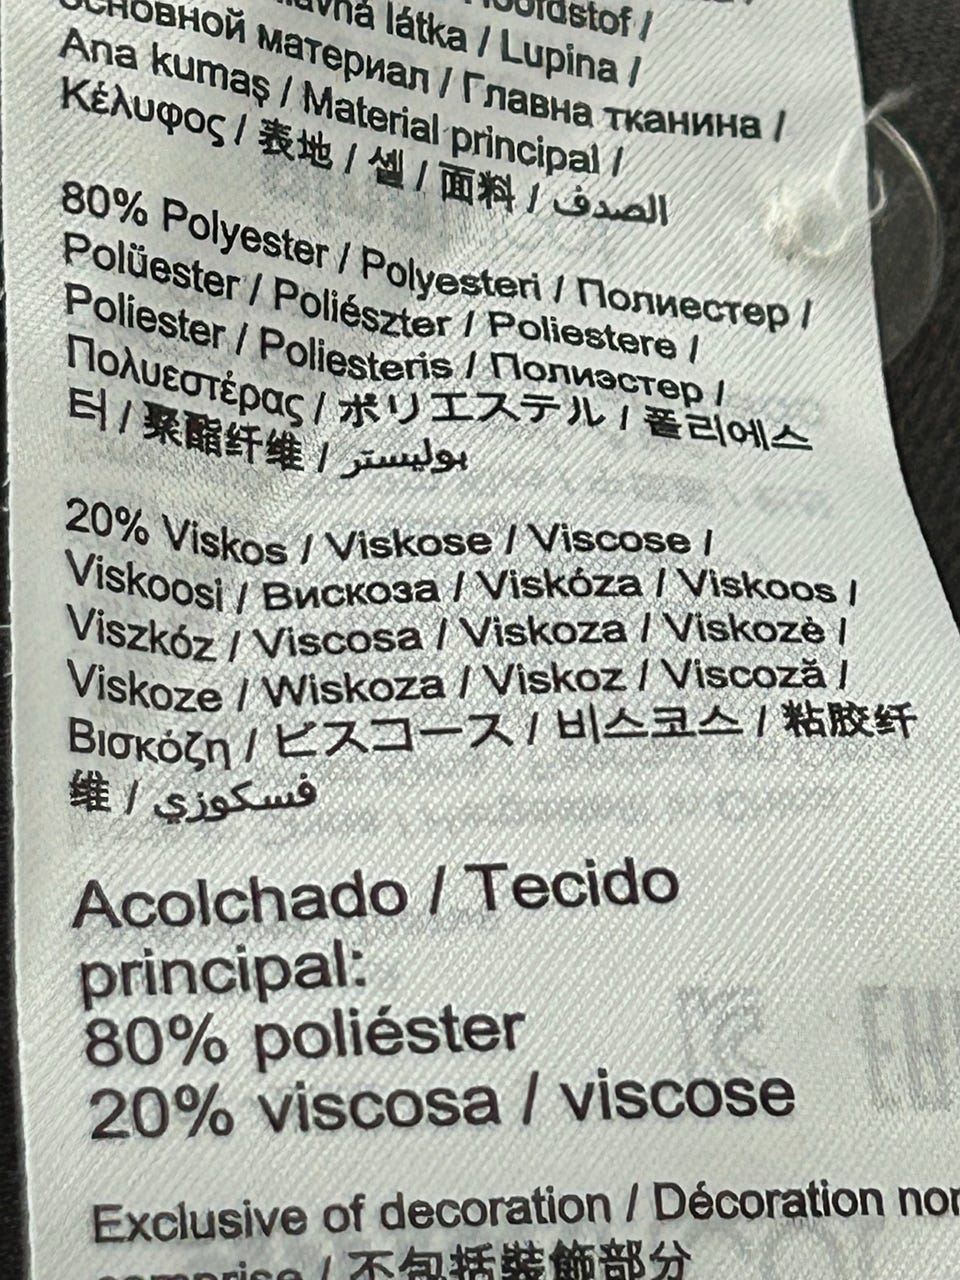 látka / Lupina /
основной материал / Главна тканина /
Ana kumaş / Material principal /
Κέλυφος / 表地 / 셸 / 面料 / الصدف
80% Polyester / Polyesteri / Полиестер /
Polüester / Poliészter / Poliestere /
Poliester / Poliesteris / Полиэстер /
Πολυεστέρας / ポリエステル / 폴리에스
터 / 聚酯纤维 / بوليستر
20% Viskos / Viskose / Viscose /
Viskoosi / Вискоза / Viskóza / Viskoos /
Viszkóz / Viscosa / Viskoza / Viskozė /
Viskoze / Wiskoza / Viskoz / Viscoză /
Βισκόζη / ビスコース / 비스코스 / 粘胶纤
维 / فسكوزي
Acolchado / Tecido
principal:
80% poliéster
20% viscosa / viscose
Exclusive of decoration / Décoration non
comprise / 不包括裝飾部分